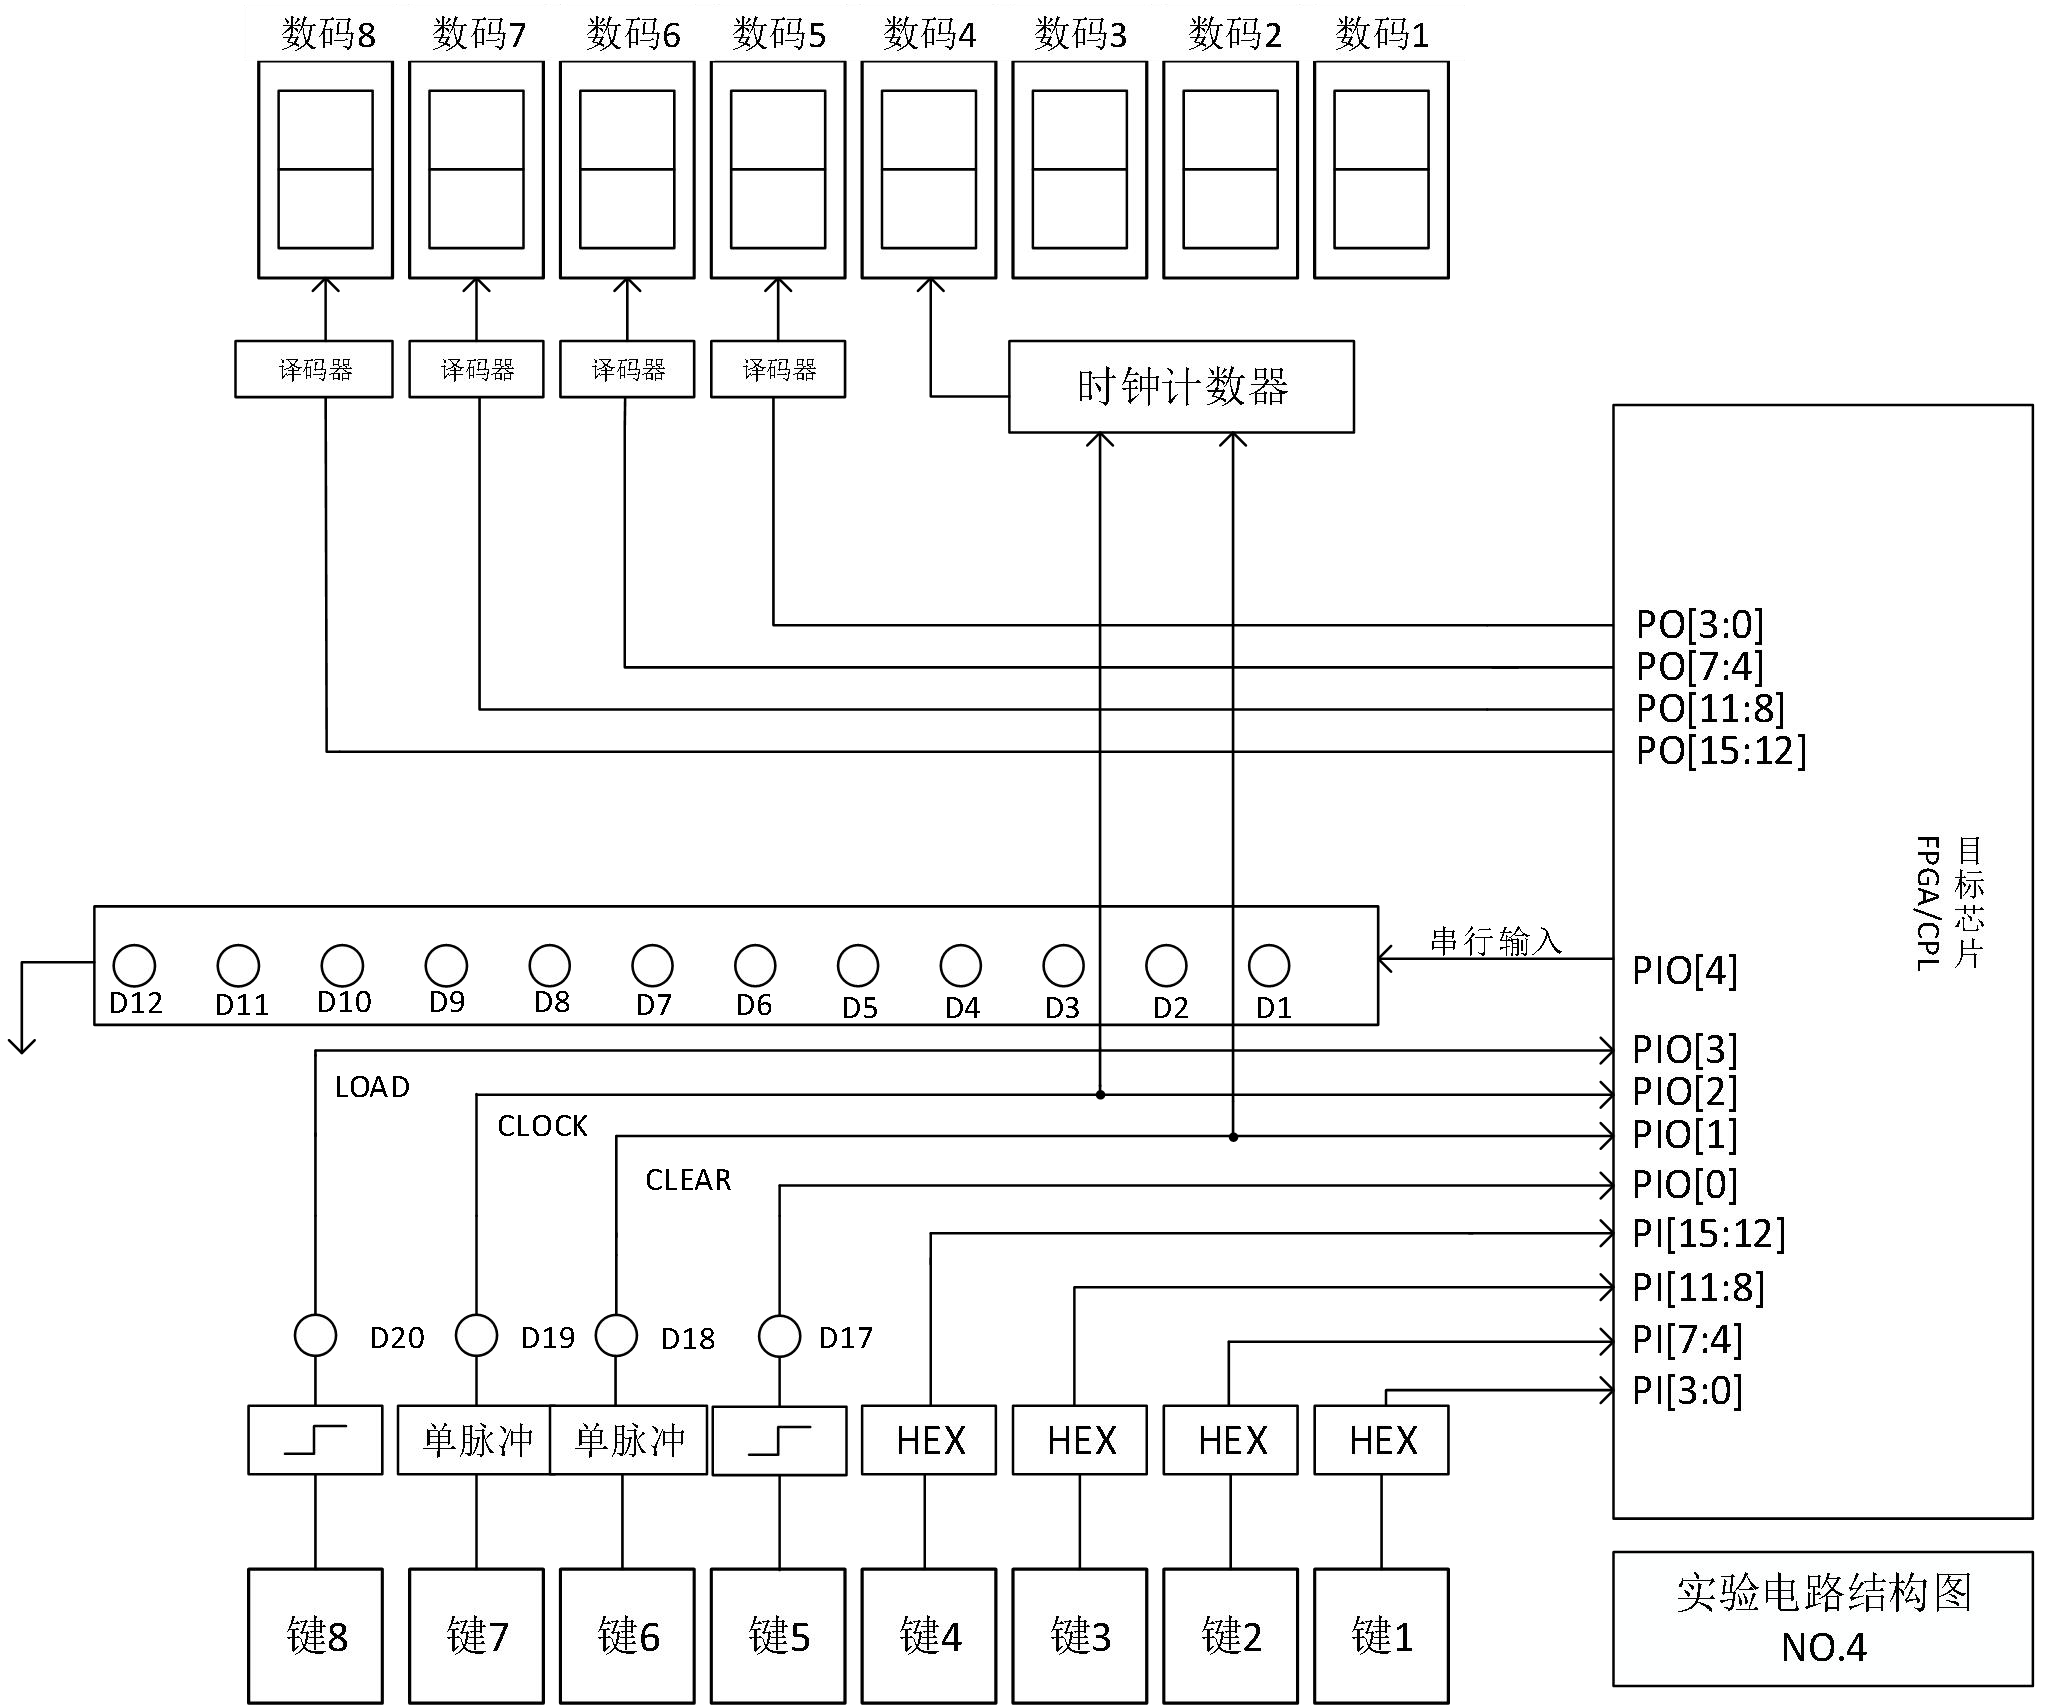 数码8 数码7 数码6 数码5 数码4 数码3 数码2 数码1
译码器 译码器 译码器 译码器 时钟计数器
PO[3:0]
PO[7:4]
PO[11:8]
PO[15:12]
目标芯片
FPGA/CPL
串行输入
PIO[4]
D12 D11 D10 D9 D8 D7 D6 D5 D4 D3 D2 D1
PIO[3]
LOAD
PIO[2]
CLOCK
PIO[1]
CLEAR
PIO[0]
PI[15:12]
PI[11:8]
D20 D19 D18 D17
PI[7:4]
PI[3:0]
单脉冲 单脉冲 HEX HEX HEX HEX
键8 键7 键6 键5 键4 键3 键2 键1
实验电路结构图
NO.4